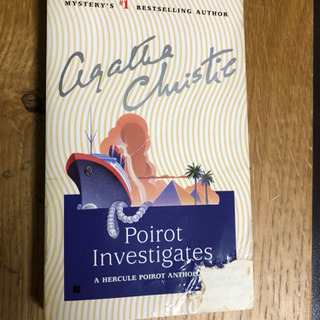 MYSTERY'S #1 BESTSELLING AUTHOR
Agatha
Christie
Poirot
Investigates
A HERCULE POIROT ANTHO